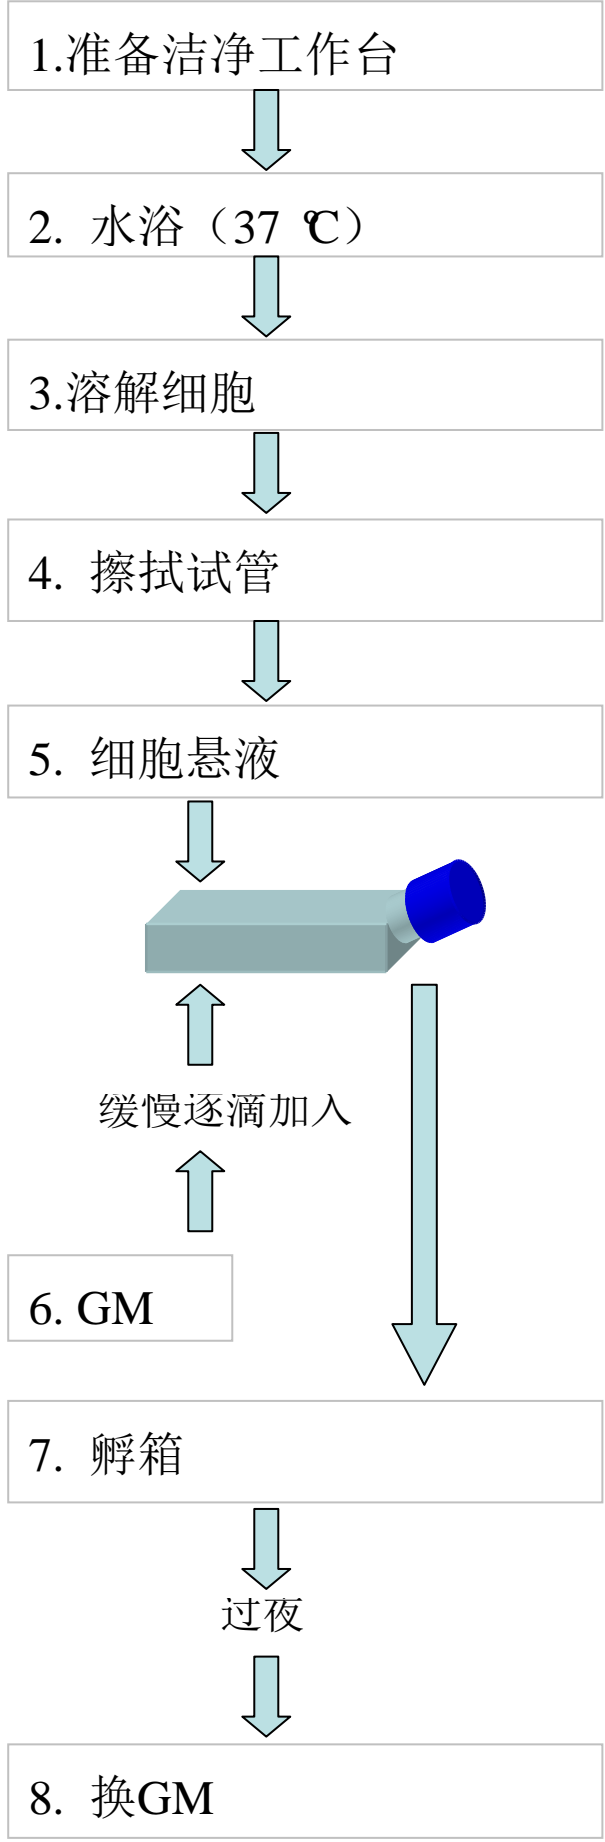 1.准备洁净工作台
2. 水浴（37 ℃）
3.溶解细胞
4. 擦拭试管
5. 细胞悬液
缓慢逐滴加入
6. GM
7. 孵箱
过夜
8. 换GM